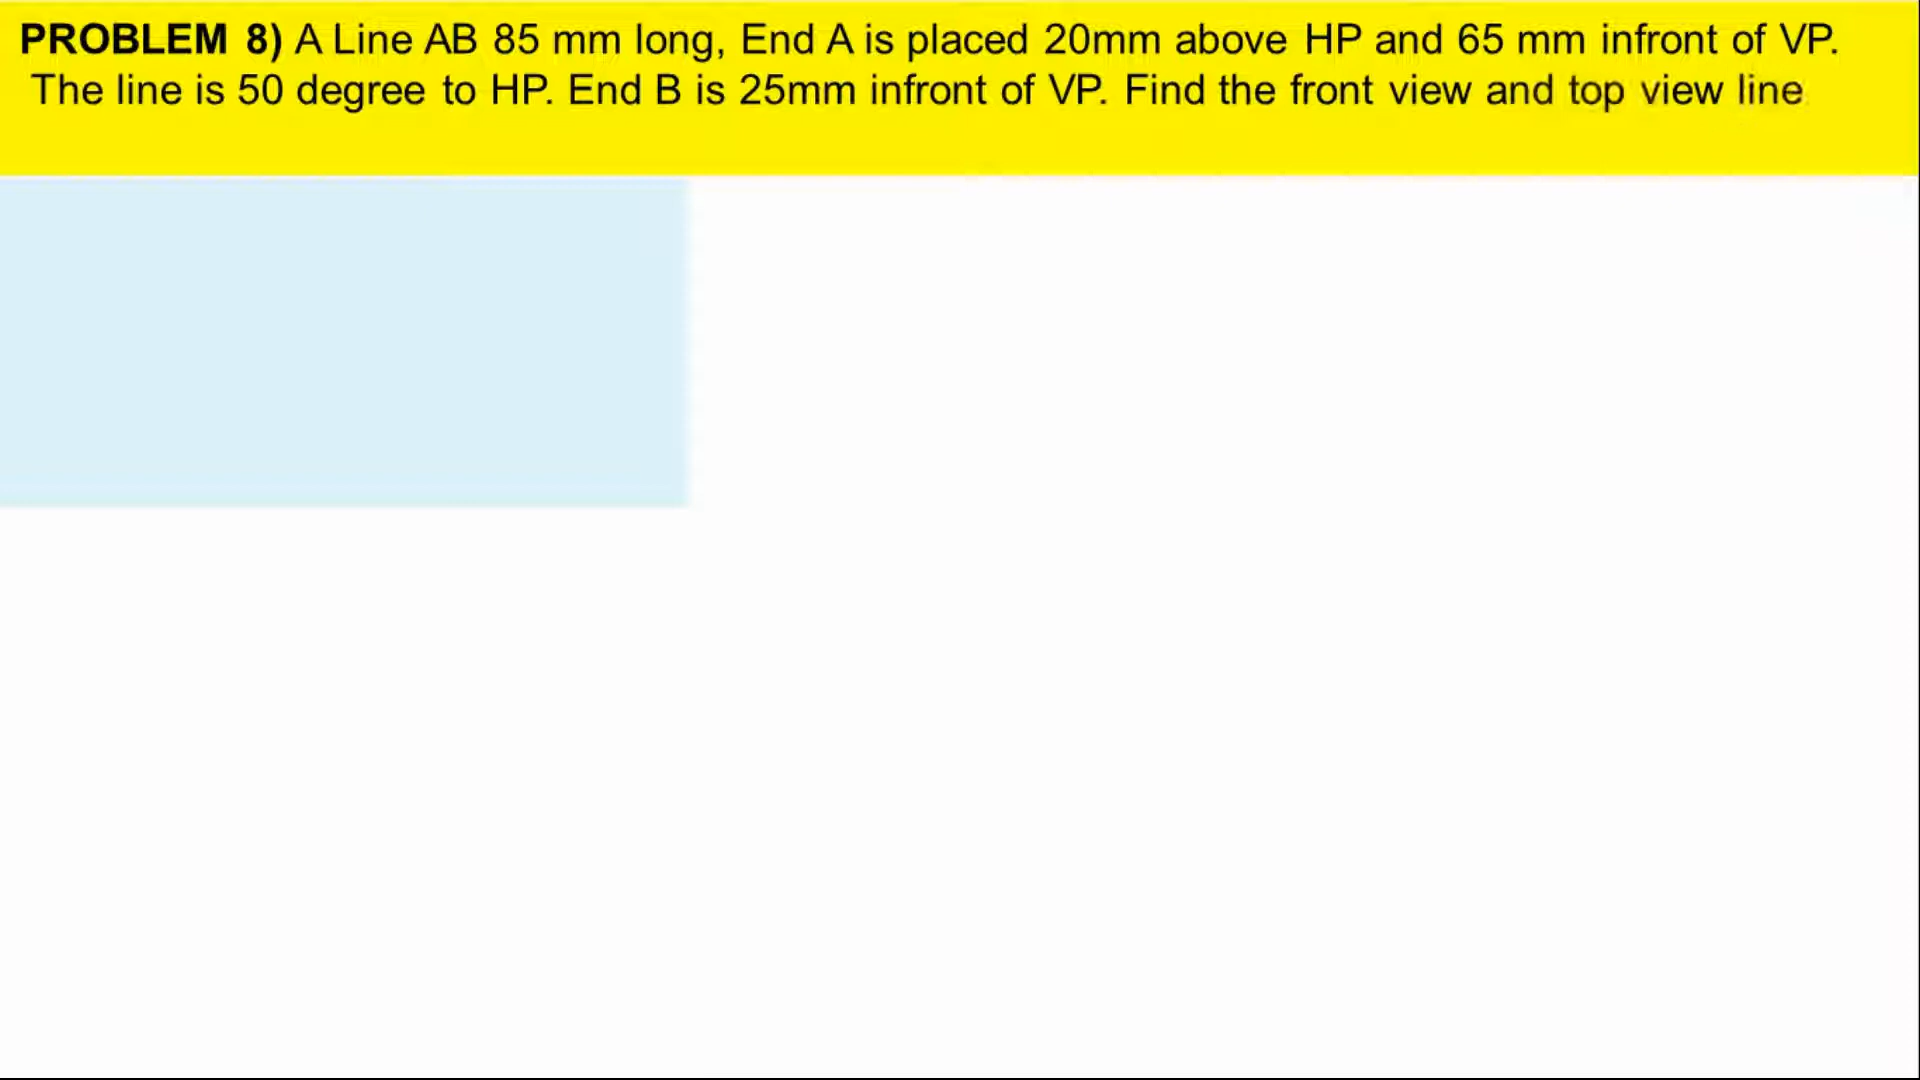 PROBLEM 8) A Line AB 85 mm long, End A is placed 20mm above HP and 65 mm infront of VP.
The line is 50 degree to HP. End B is 25mm infront of VP. Find the front view and top view line